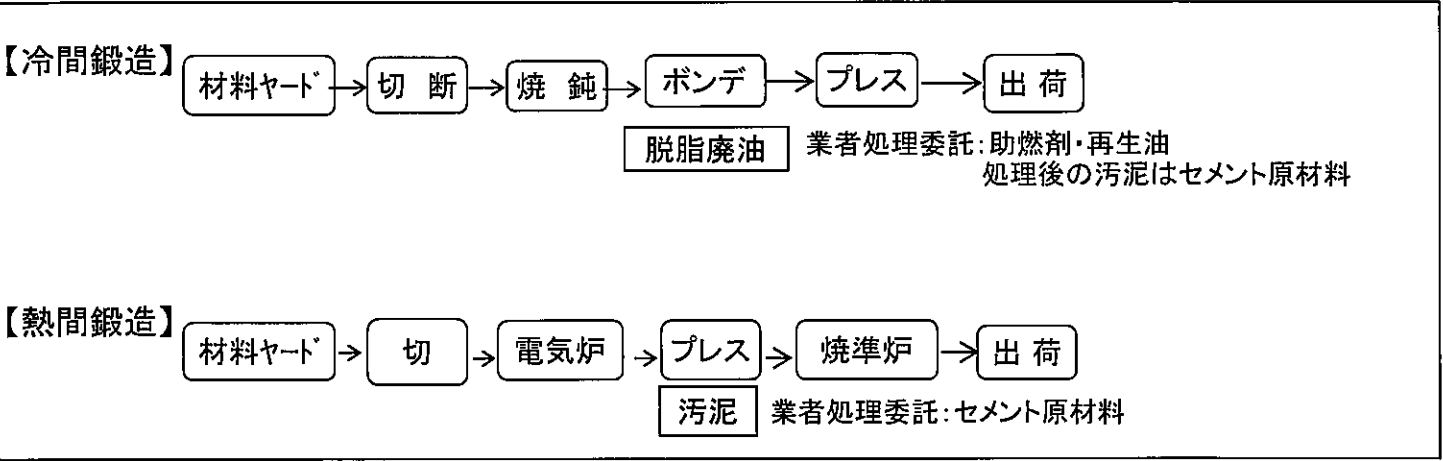 【冷間鍛造】
材料ヤード→切 断→焼 鈍→ボンデ→プレス→出 荷
脱脂廃油 業者処理委託:助燃剤・再生油
処理後の汚泥はセメント原材料
【熱間鍛造】
材料ヤード→切→電気炉→プレス→焼準炉→出 荷
汚泥 業者処理委託:セメント原材料